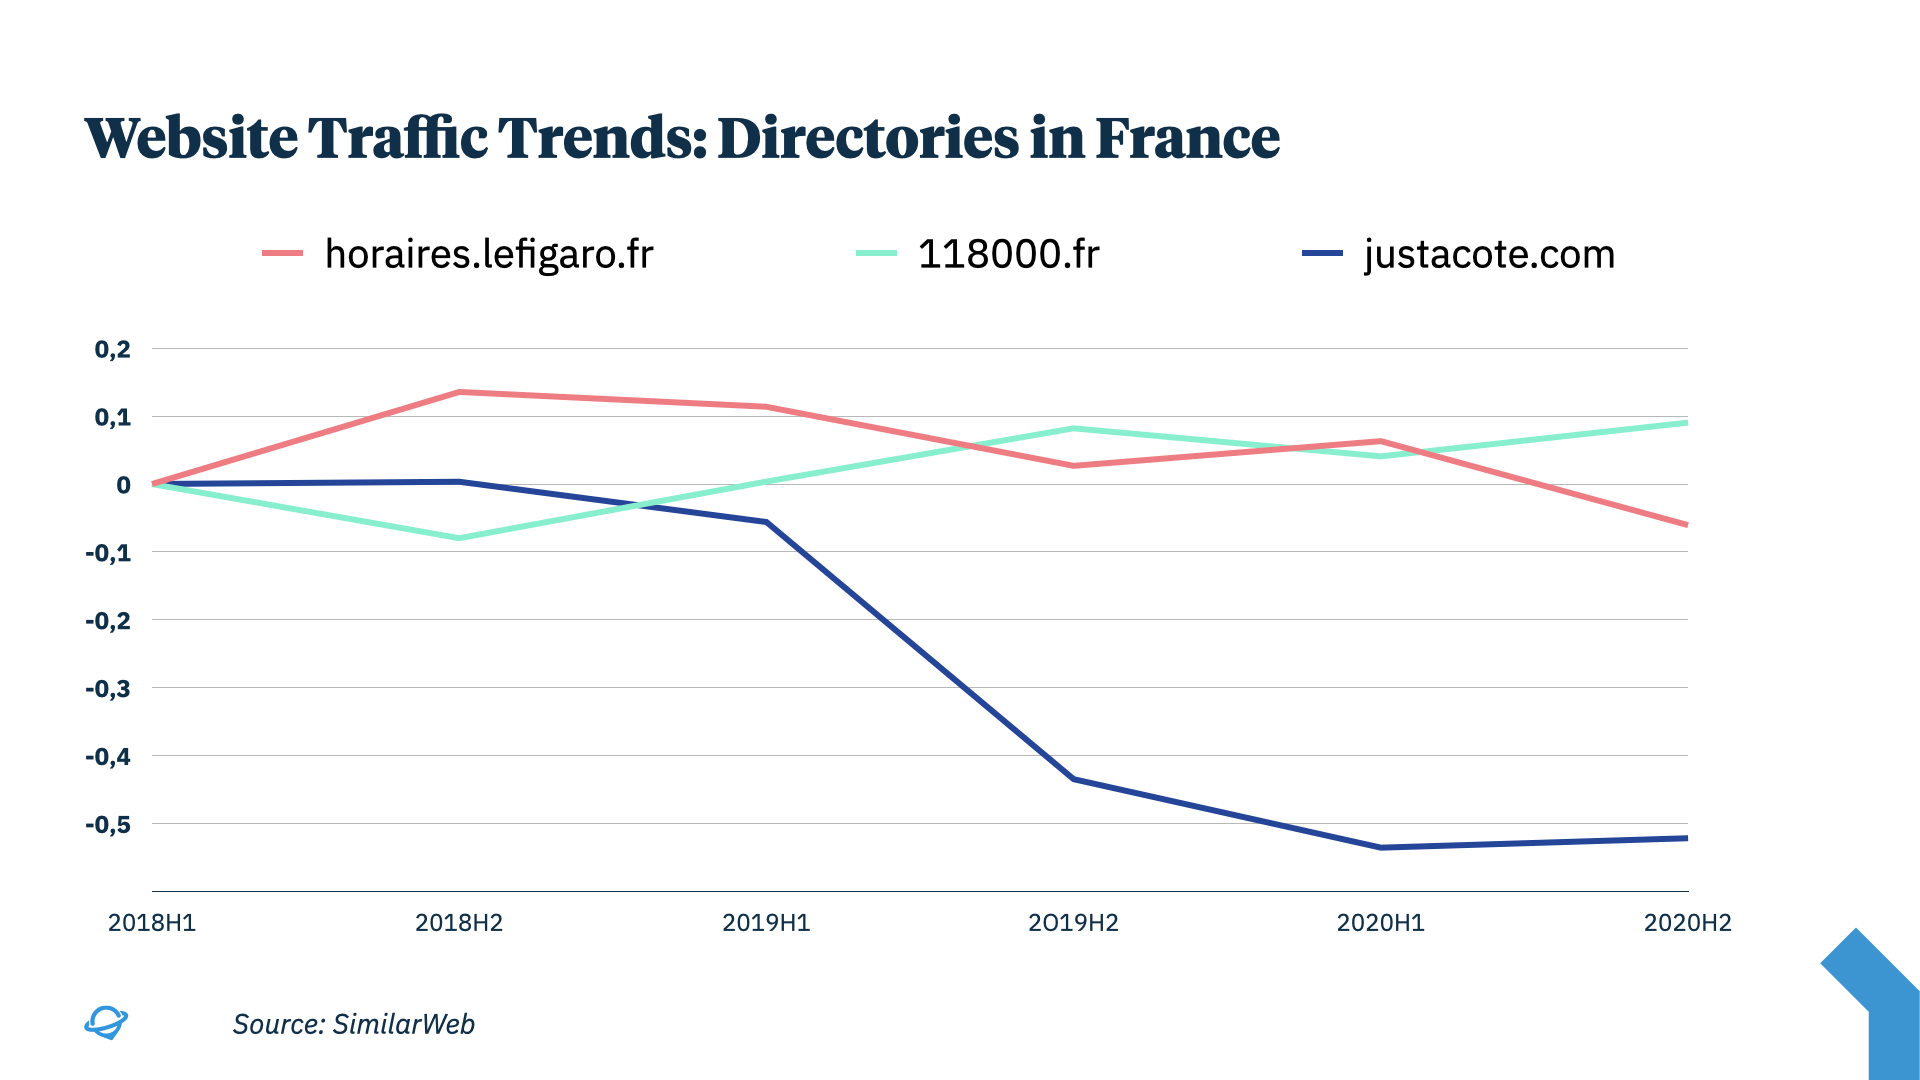 Website Traffic Trends: Directories in France
horaires.lefigaro.fr 118000.fr justacote.com
0,2
0,1
0
-0,1
-0,2
-0,3
-0,4
-0,5
2018H1 2018H2 2019H1 2O19H2 2020H1 2020H2
Source: SimilarWeb